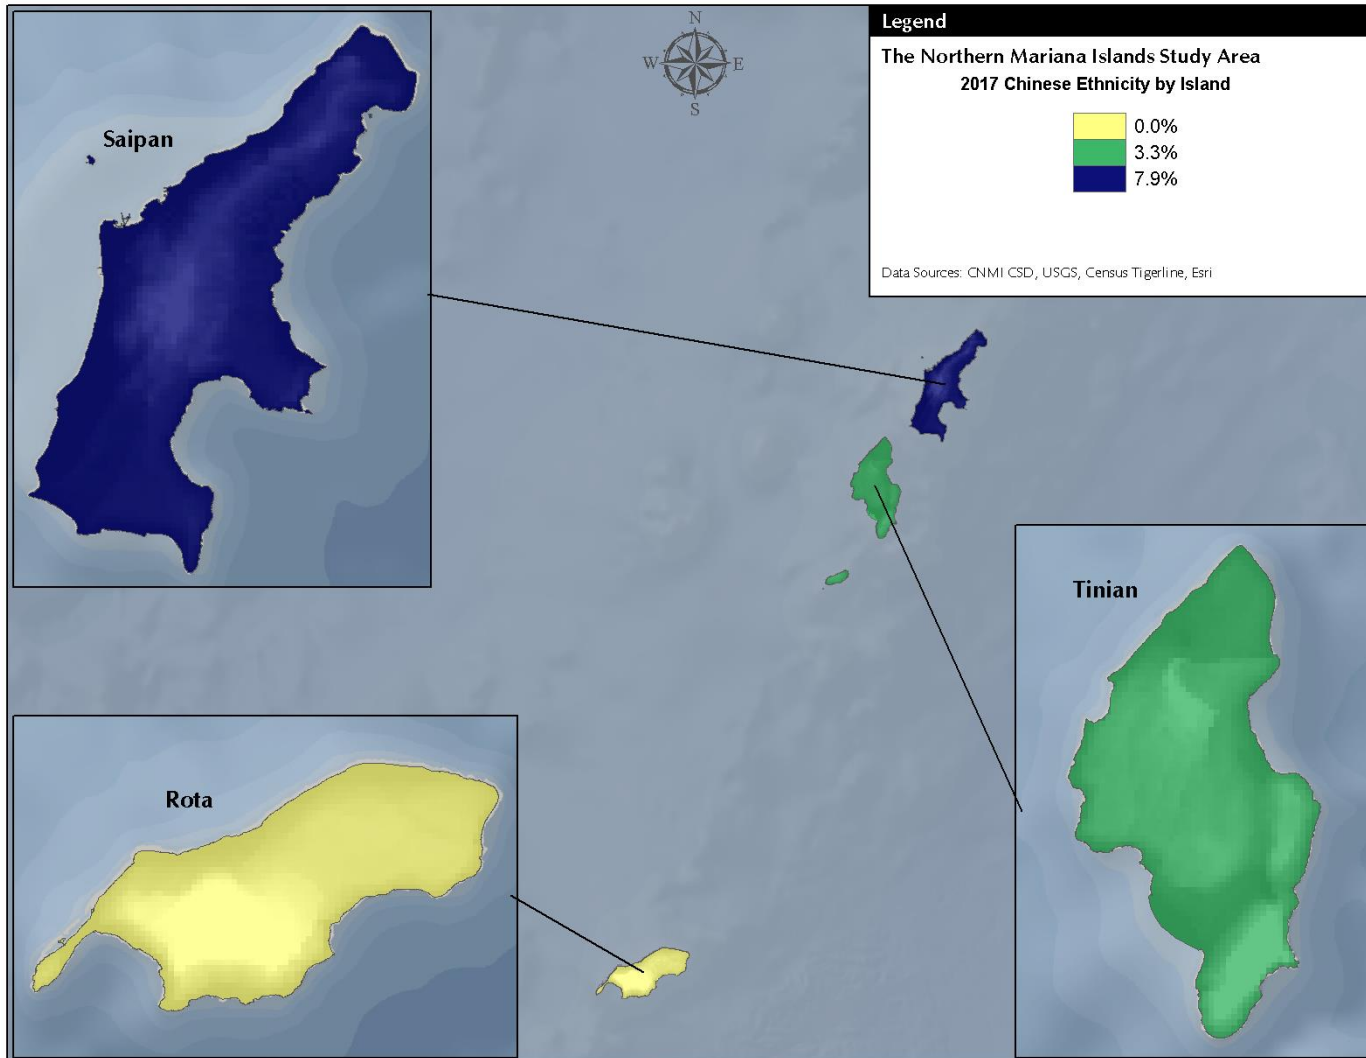 Saipan
N
W E
S
Legend
The Northern Mariana Islands Study Area
2017 Chinese Ethnicity by Island
0.0%
3.3%
7.9%
Data Sources: CNMI CSD, USGS, Census Tigerline, Esri
Tinian
Rota